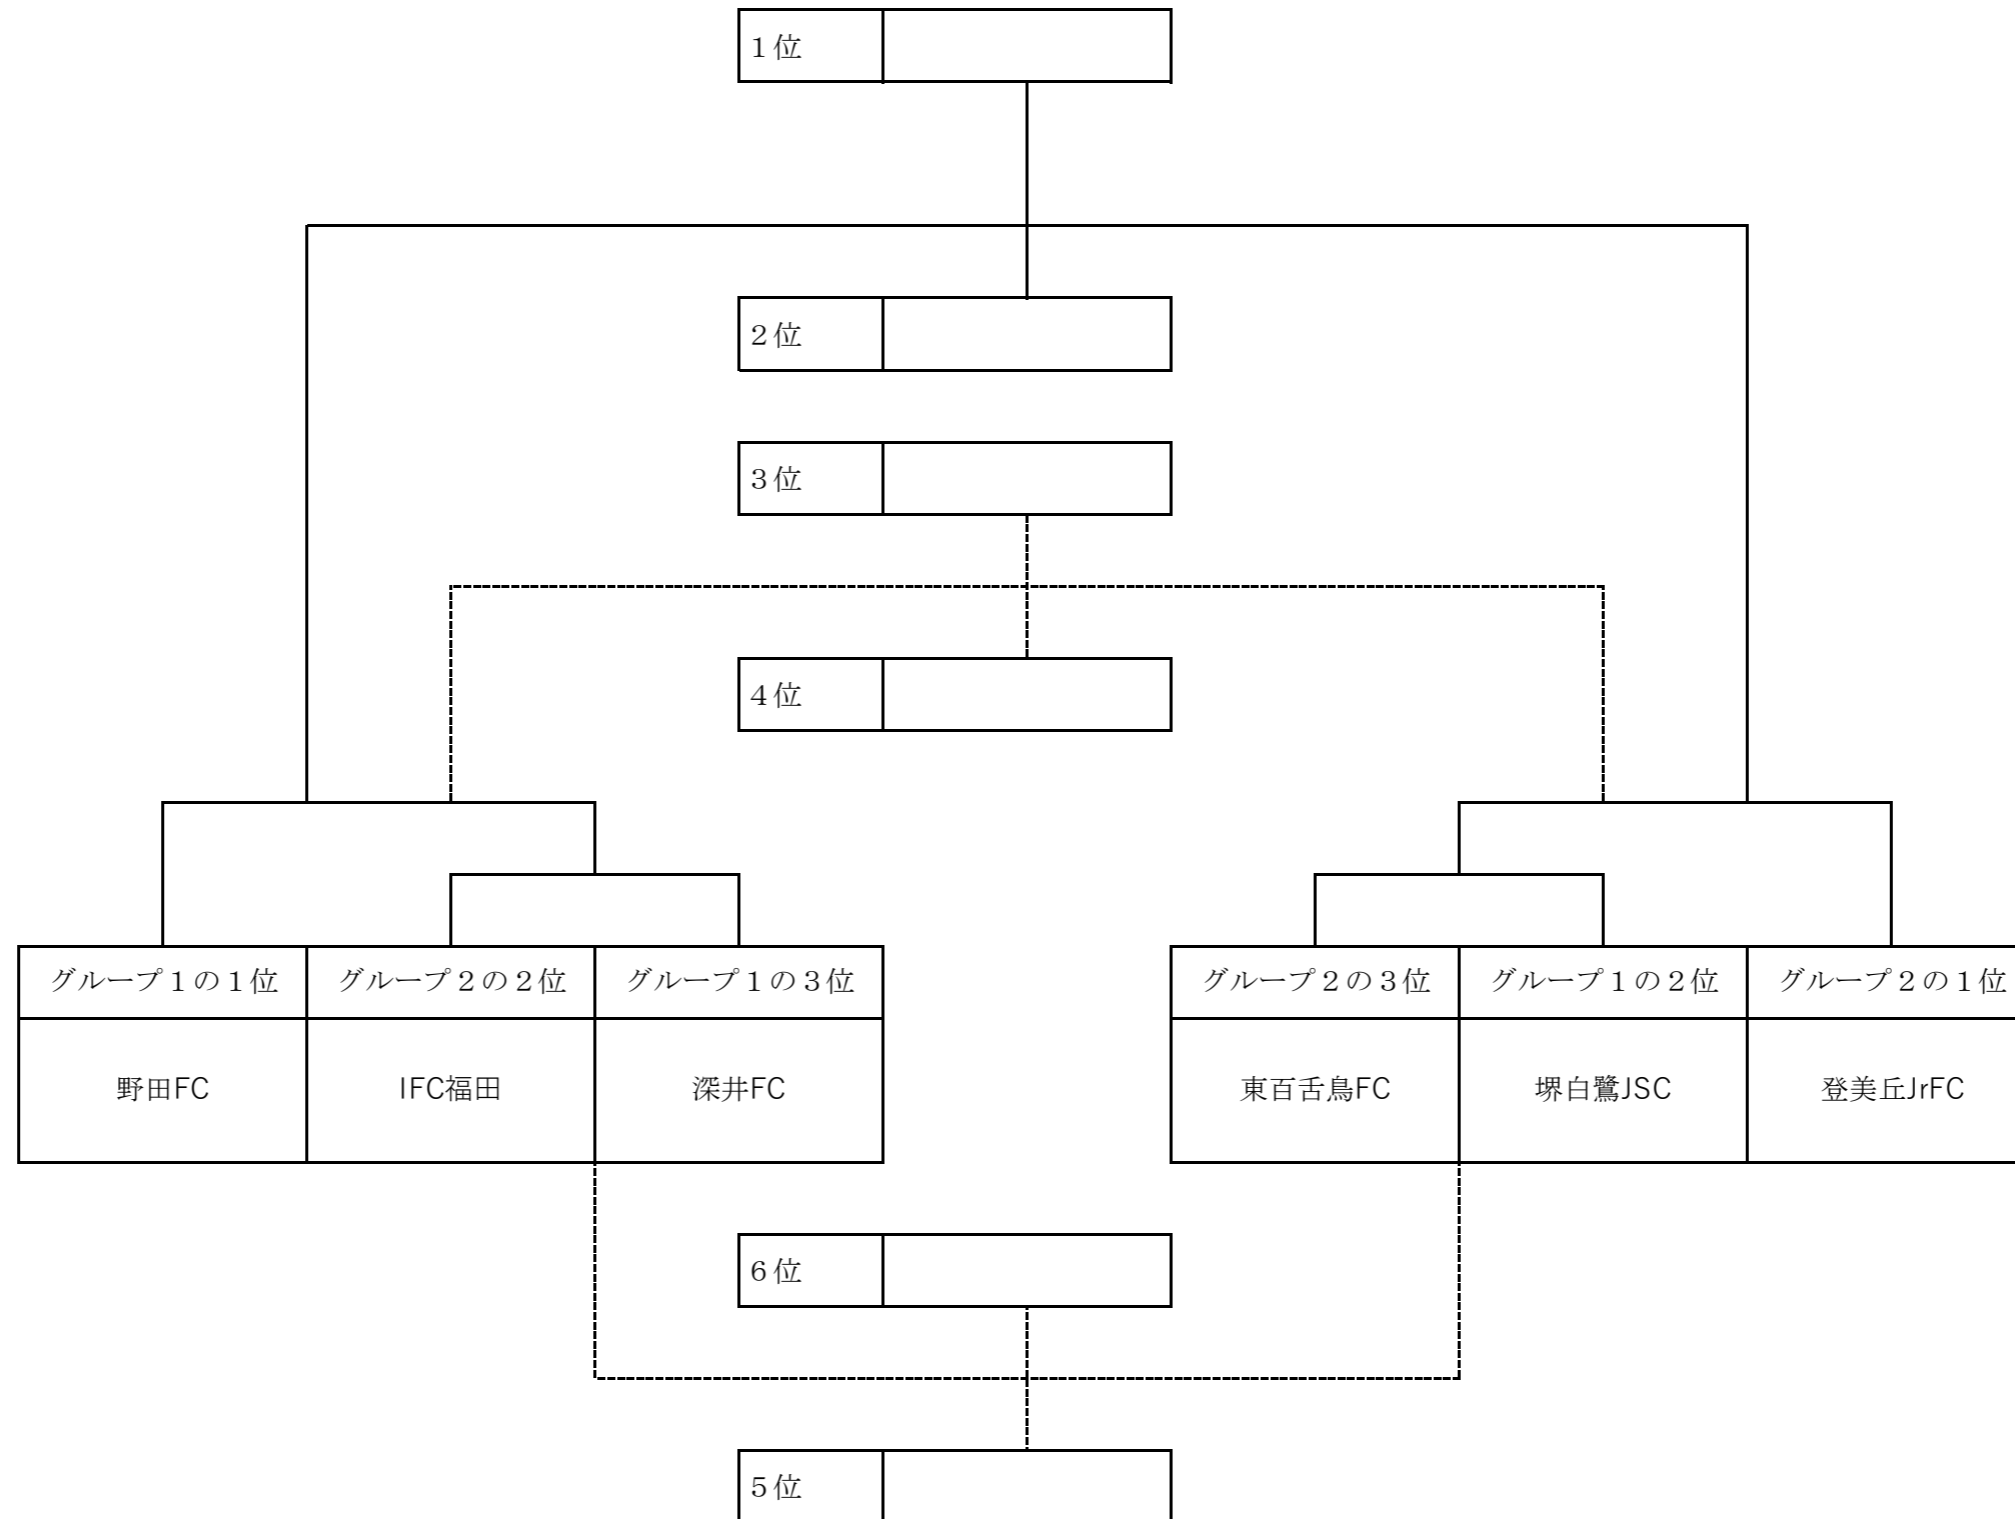 １位
２位
３位
４位
グループ１の１位 グループ２の２位 グループ１の３位 グループ２の３位 グループ１の２位 グループ２の１位
野田FC IFC福田 深井FC 東百舌鳥FC 堺白鷺JSC 登美丘JrFC
６位
５位